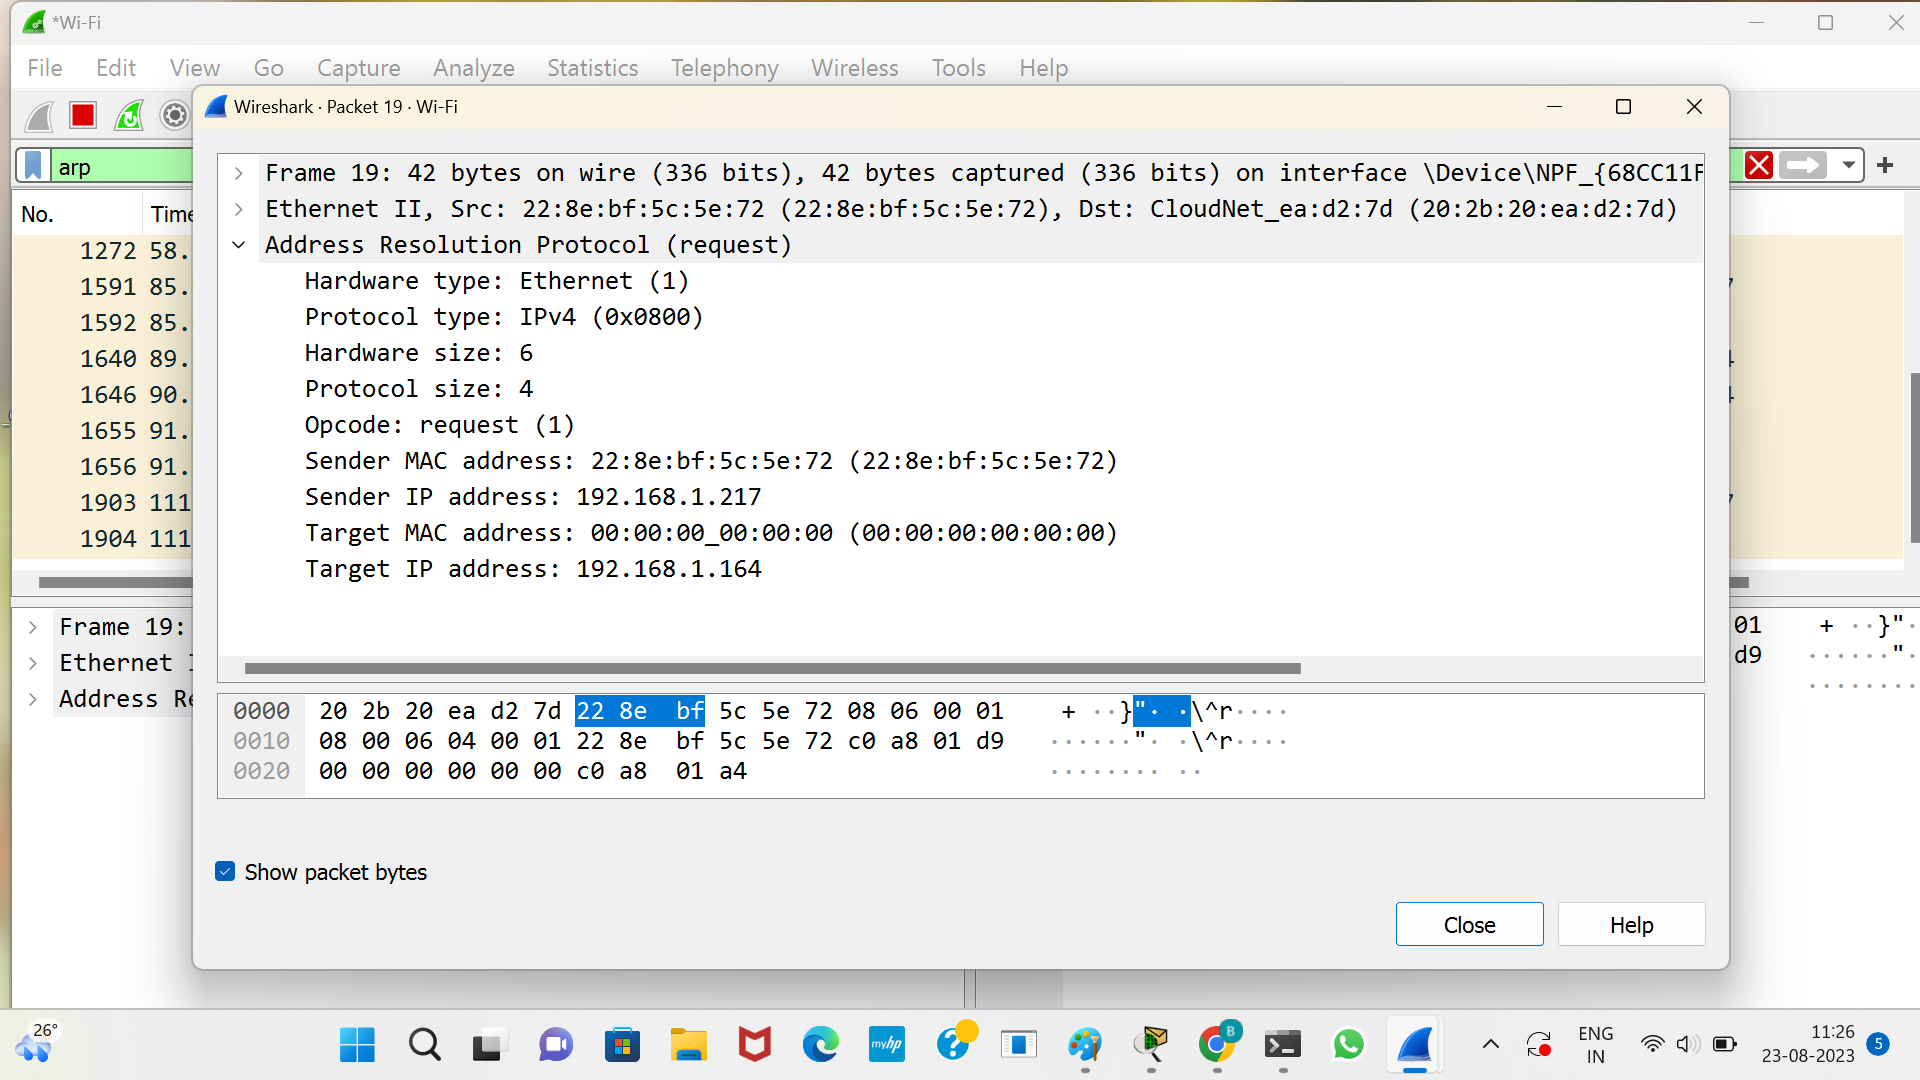 *Wi-Fi
File Edit View Go Capture Analyze Statistics Telephony Wireless Tools Help
Wireshark · Packet 19 · Wi-Fi
arp
No. Time
1272 58.
1591 85.
1592 85.
1640 89.
1646 90.
1655 91.
1656 91.
1903 111
1904 111
Frame 19:
Ethernet
Address Re
Frame 19: 42 bytes on wire (336 bits), 42 bytes captured (336 bits) on interface \Device\NPF_{68CC11F
Ethernet II, Src: 22:8e:bf:5c:5e:72 (22:8e:bf:5c:5e:72), Dst: CloudNet_ea:d2:7d (20:2b:20:ea:d2:7d)
Address Resolution Protocol (request)
Hardware type: Ethernet (1)
Protocol type: IPv4 (0x0800)
Hardware size: 6
Protocol size: 4
Opcode: request (1)
Sender MAC address: 22:8e:bf:5c:5e:72 (22:8e:bf:5c:5e:72)
Sender IP address: 192.168.1.217
Target MAC address: 00:00:00_00:00:00 (00:00:00:00:00:00)
Target IP address: 192.168.1.164
0000 20 2b 20 ea d2 7d 22 8e bf 5c 5e 72 08 06 00 01 + ··}"· ·\^r····
0010 08 00 06 04 00 01 22 8e bf 5c 5e 72 c0 a8 01 d9 ······"· ·\^r····
0020 00 00 00 00 00 00 c0 a8 01 a4 ········ ··
01 + ··}"·
d9 ······"·
········
Show packet bytes
Close Help
26°
myhp
B
ENG
IN
11:26
23-08-2023
5